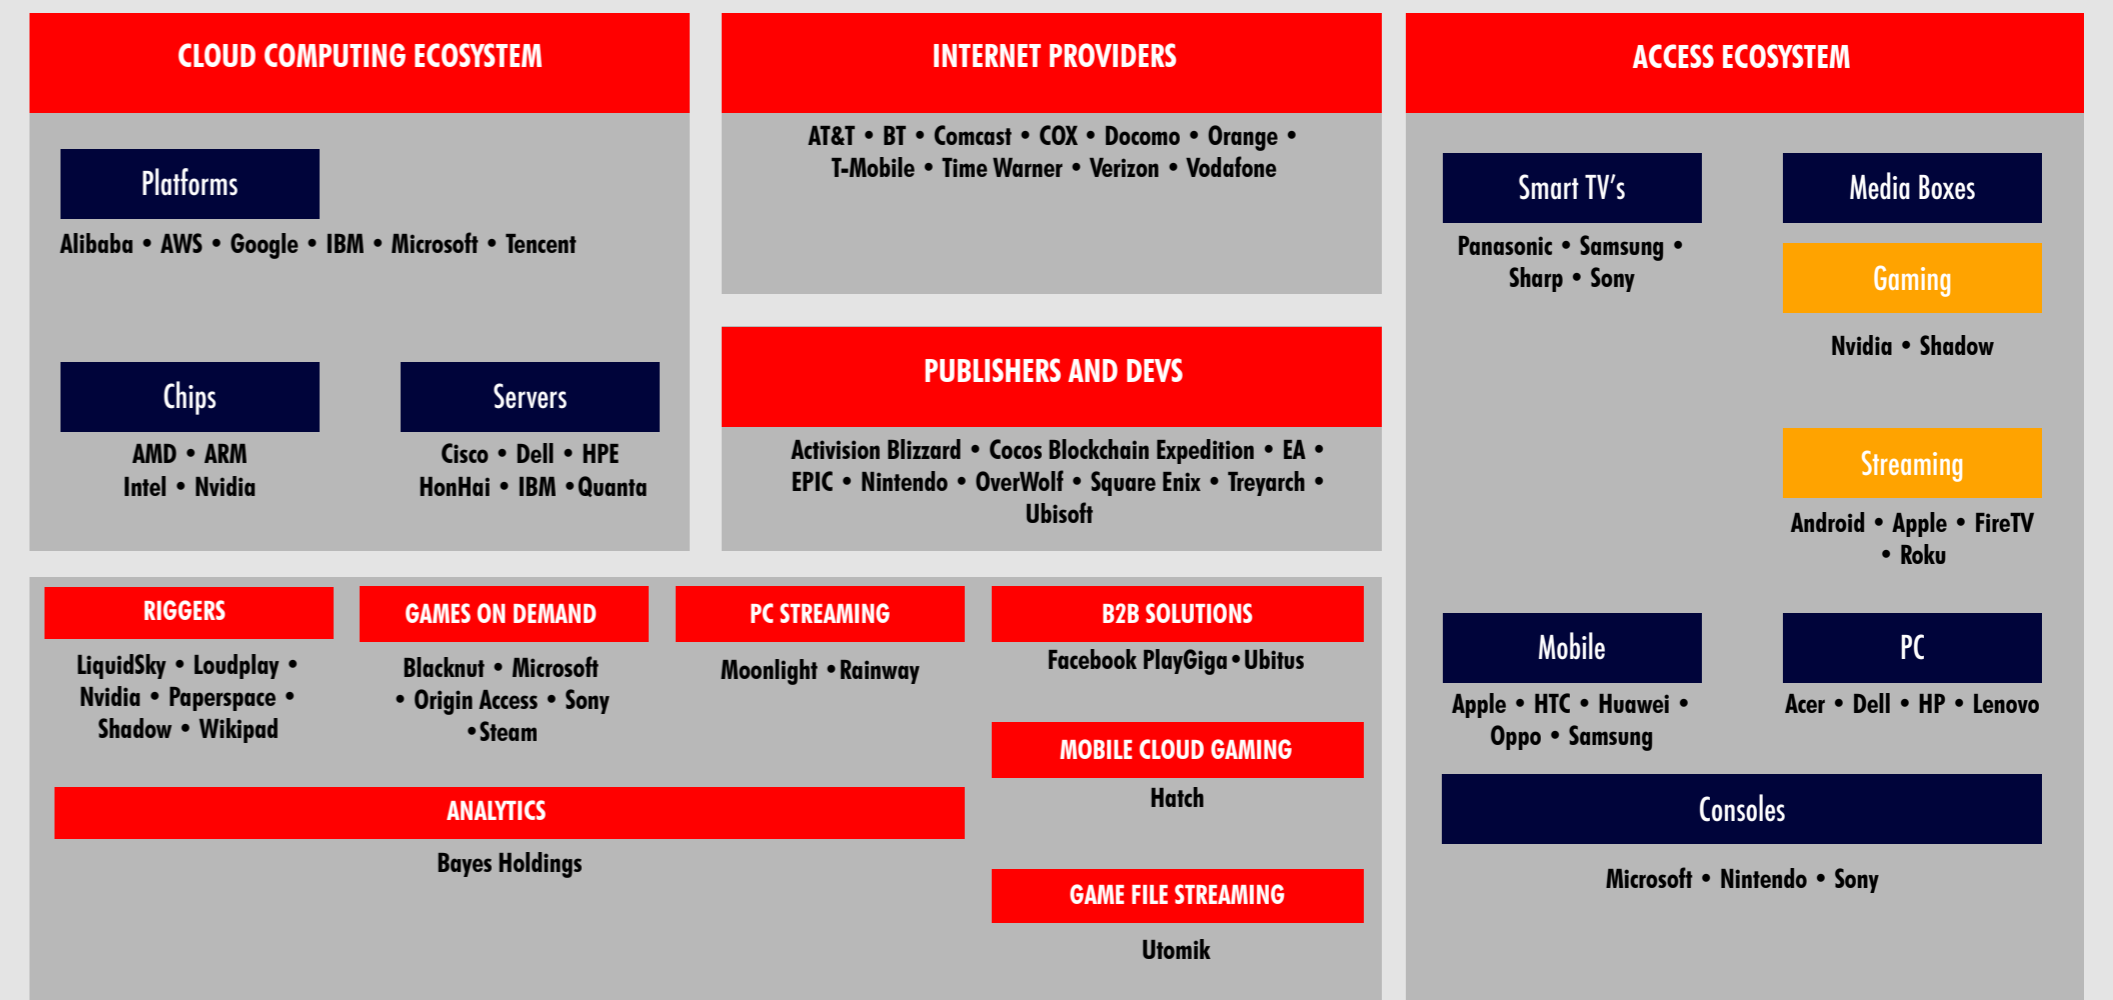 CLOUD COMPUTING ECOSYSTEM
Platforms
Alibaba • AWS • Google • IBM • Microsoft • Tencent
Chips
AMD • ARM
Intel • Nvidia
Servers
Cisco • Dell • HPE
HonHai • IBM •Quanta
INTERNET PROVIDERS
AT&T • BT • Comcast • COX • Docomo • Orange •
T-Mobile • Time Warner • Verizon • Vodafone
PUBLISHERS AND DEVS
Activision Blizzard • Cocos Blockchain Expedition • EA •
EPIC • Nintendo • OverWolf • Square Enix • Treyarch •
Ubisoft
RIGGERS
LiquidSky • Loudplay •
Nvidia • Paperspace •
Shadow • Wikipad
GAMES ON DEMAND
Blacknut • Microsoft
• Origin Access • Sony
•Steam
PC STREAMING
Moonlight •Rainway
ANALYTICS
Bayes Holdings
B2B SOLUTIONS
Facebook PlayGiga•Ubitus
MOBILE CLOUD GAMING
Hatch
GAME FILE STREAMING
Utomik
ACCESS ECOSYSTEM
Smart TV's
Panasonic • Samsung •
Sharp • Sony
Media Boxes
Gaming
Nvidia • Shadow
Streaming
Android • Apple • FireTV
• Roku
Mobile
Apple • HTC • Huawei •
Oppo • Samsung
PC
Acer • Dell • HP • Lenovo
Consoles
Microsoft • Nintendo • Sony